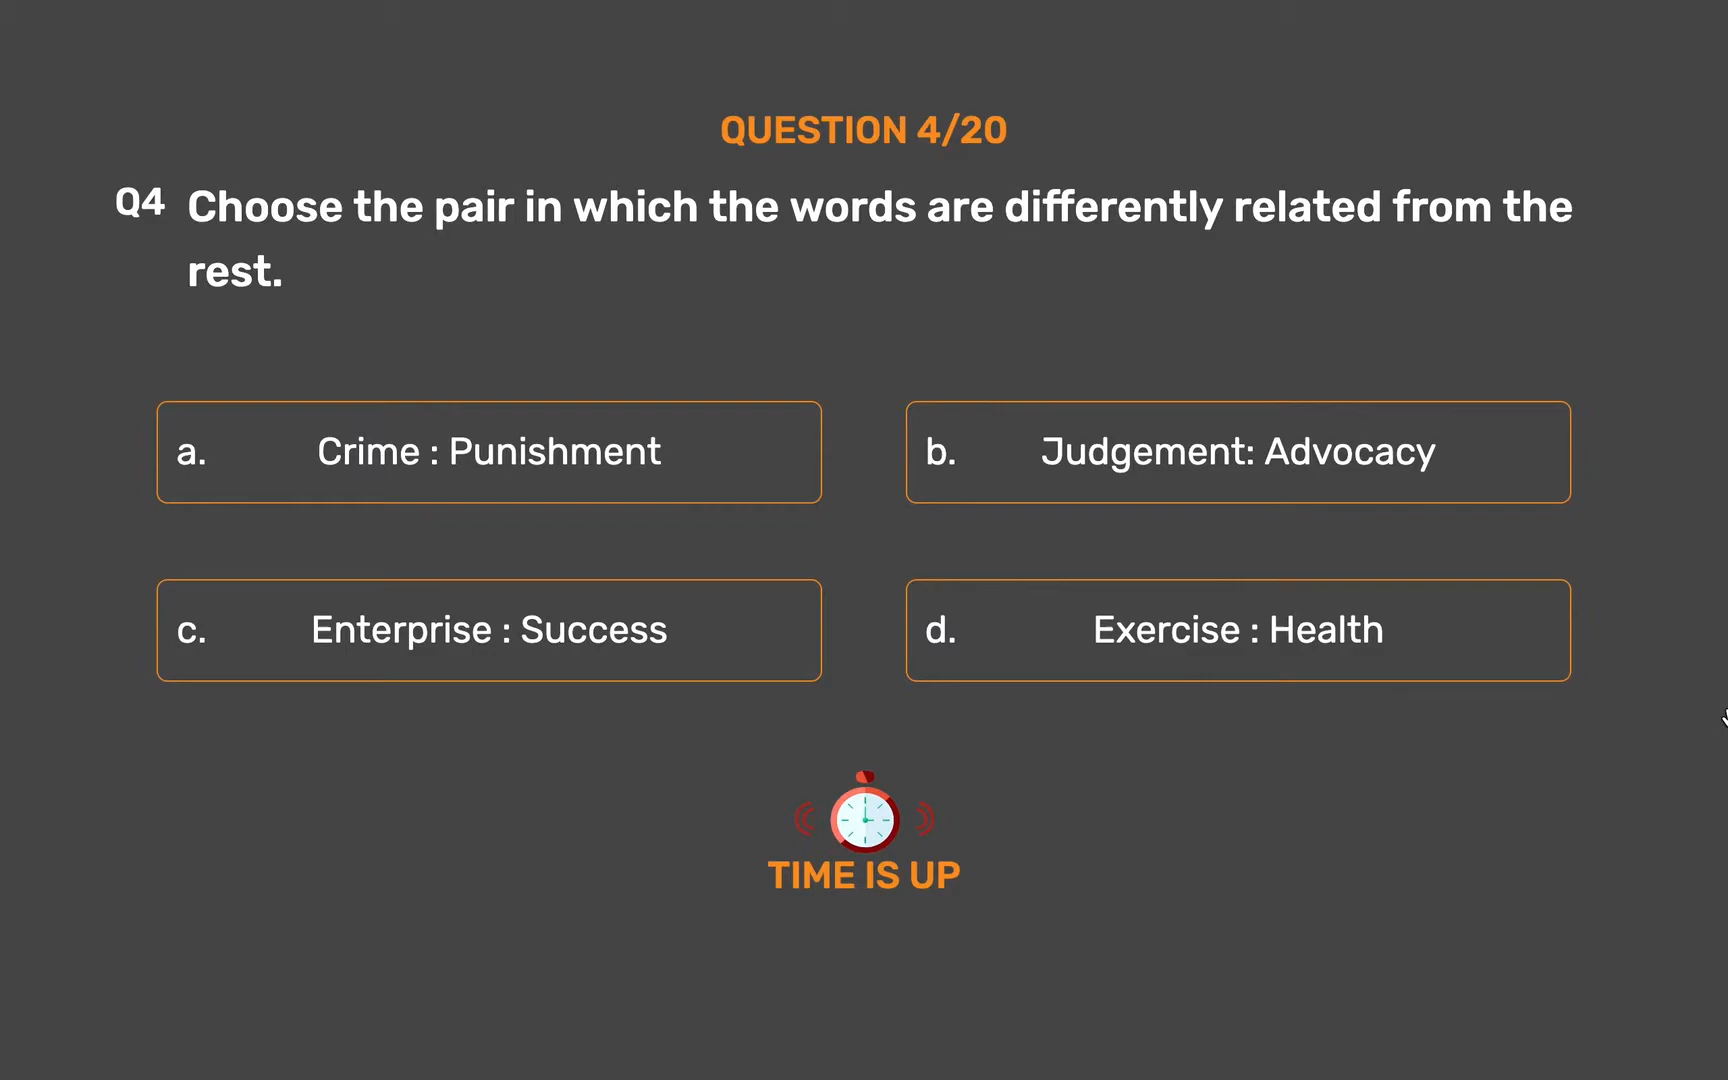 QUESTION 4/20
Q4 Choose the pair in which the words are differently related from the
rest.
a. Crime : Punishment
b. Judgement: Advocacy
c. Enterprise : Success
d. Exercise : Health
TIME IS UP